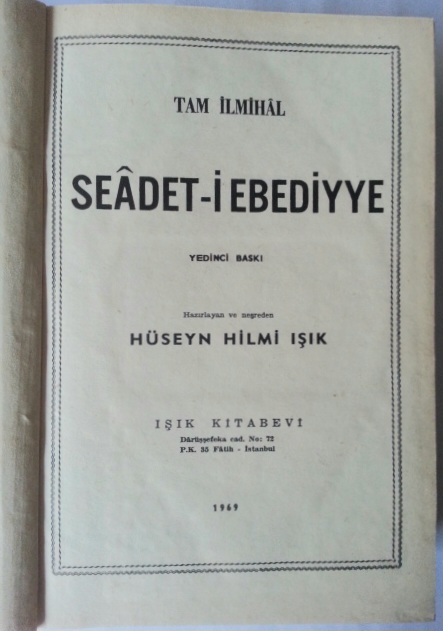 TAM İLMİHÂL
SEÂDET-İ EBEDİYYE
YEDİNCİ BASKI
Hazırlayan ve neşreden
HÜSEYN HİLMİ IŞIK
IŞIK KİTABEVİ
Dârüşşefeka cad. No: 72
P.K. 35 Fâtih - İstanbul
1969